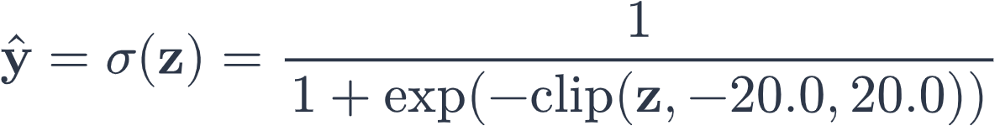 ŷ = σ(z) = 1 / (1 + exp(−clip(z, −20.0, 20.0)))